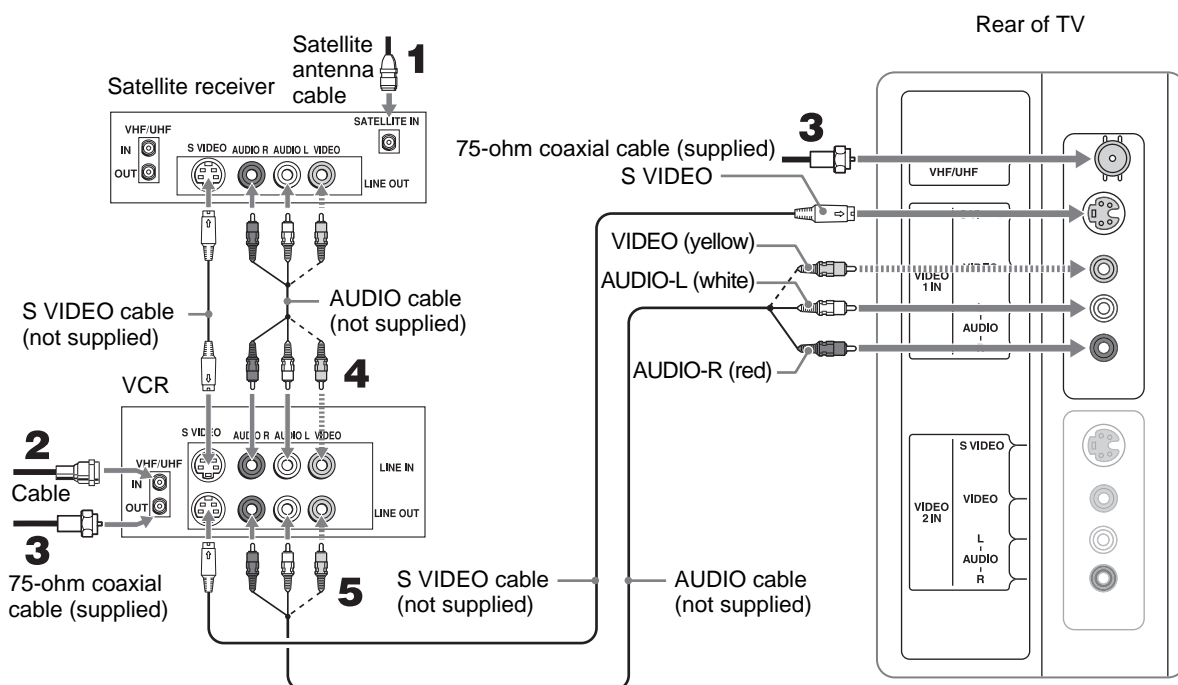 Rear of TV
Satellite
antenna
cable
1
Satellite receiver
SATELLITE IN
VHF/UHF
IN
OUT
S VIDEO AUDIO R AUDIO L VIDEO
LINE OUT
S VIDEO cable
(not supplied)
AUDIO cable
(not supplied)
VCR
4
S VIDEO AUDIO R AUDIO L VIDEO
LINE IN
LINE OUT
2
VHF/UHF
IN
OUT
Cable
3
75-ohm coaxial
cable (supplied)
5
S VIDEO cable
(not supplied)
AUDIO cable
(not supplied)
3
75-ohm coaxial cable (supplied)
S VIDEO
VIDEO (yellow)
AUDIO-L (white)
AUDIO-R (red)
VHF/UHF
VIDEO
VIDEO
1 IN
AUDIO
S VIDEO
VIDEO
VIDEO
2 IN
L
AUDIO
R